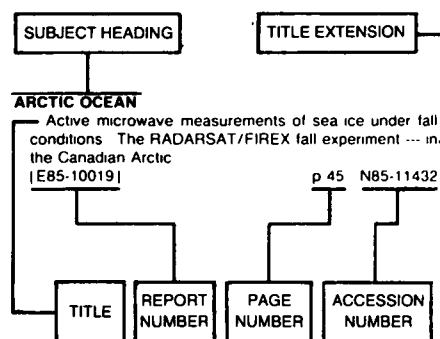 SUBJECT HEADING
TITLE EXTENSION
ARCTIC OCEAN
Active microwave measurements of sea ice under fall
conditions The RADARSAT/FIREX fall experiment --- in
the Canadian Arctic
[E85-10019] p 45 N85-11432
TITLE
REPORT NUMBER
PAGE NUMBER
ACCESSION NUMBER